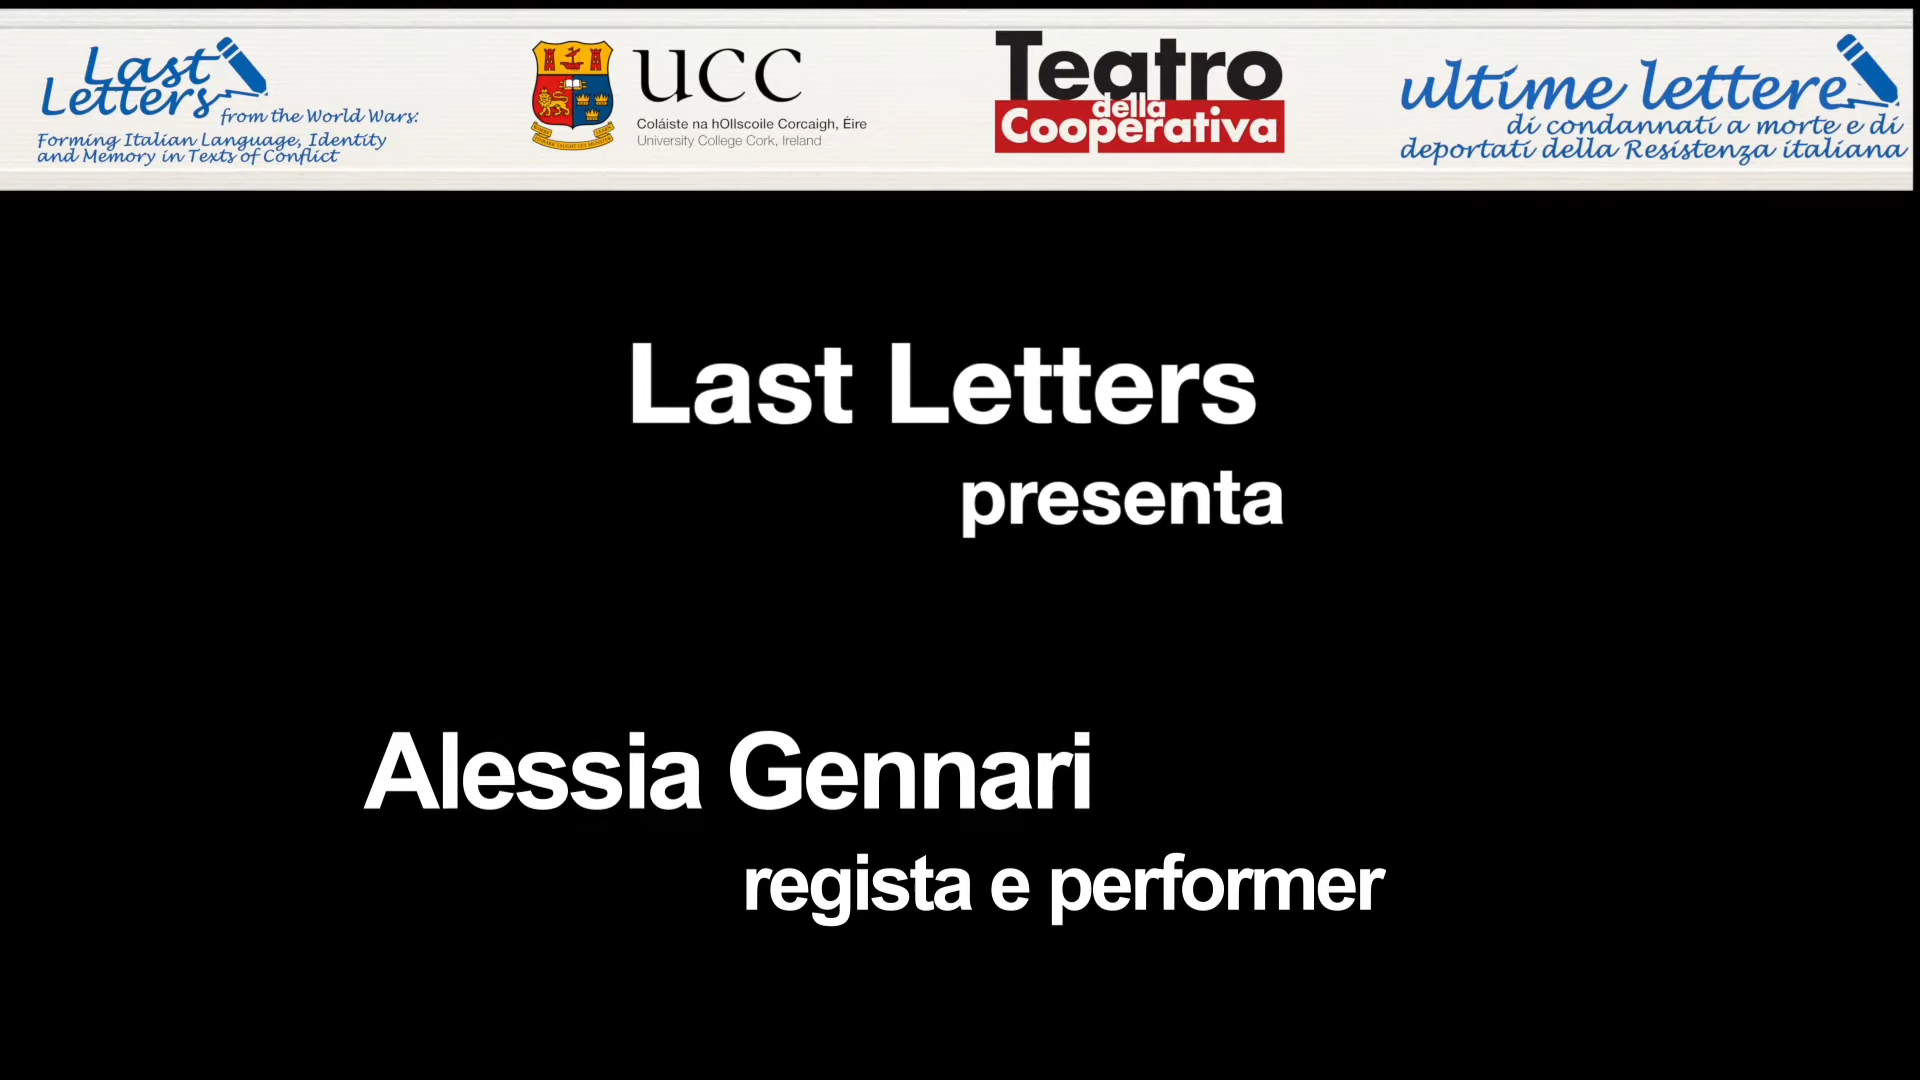 Last
Letters from the World Wars:
Forming Italian Language, Identity
and Memory in Texts of Conflict
UCC
Coláiste na hOllscoile Corcaigh, Éire
University College Cork, Ireland
Teatro
della
Cooperativa
ultime lettere
di condannati a morte e di
deportati della Resistenza italiana
Last Letters
presenta
Alessia Gennari
regista e performer